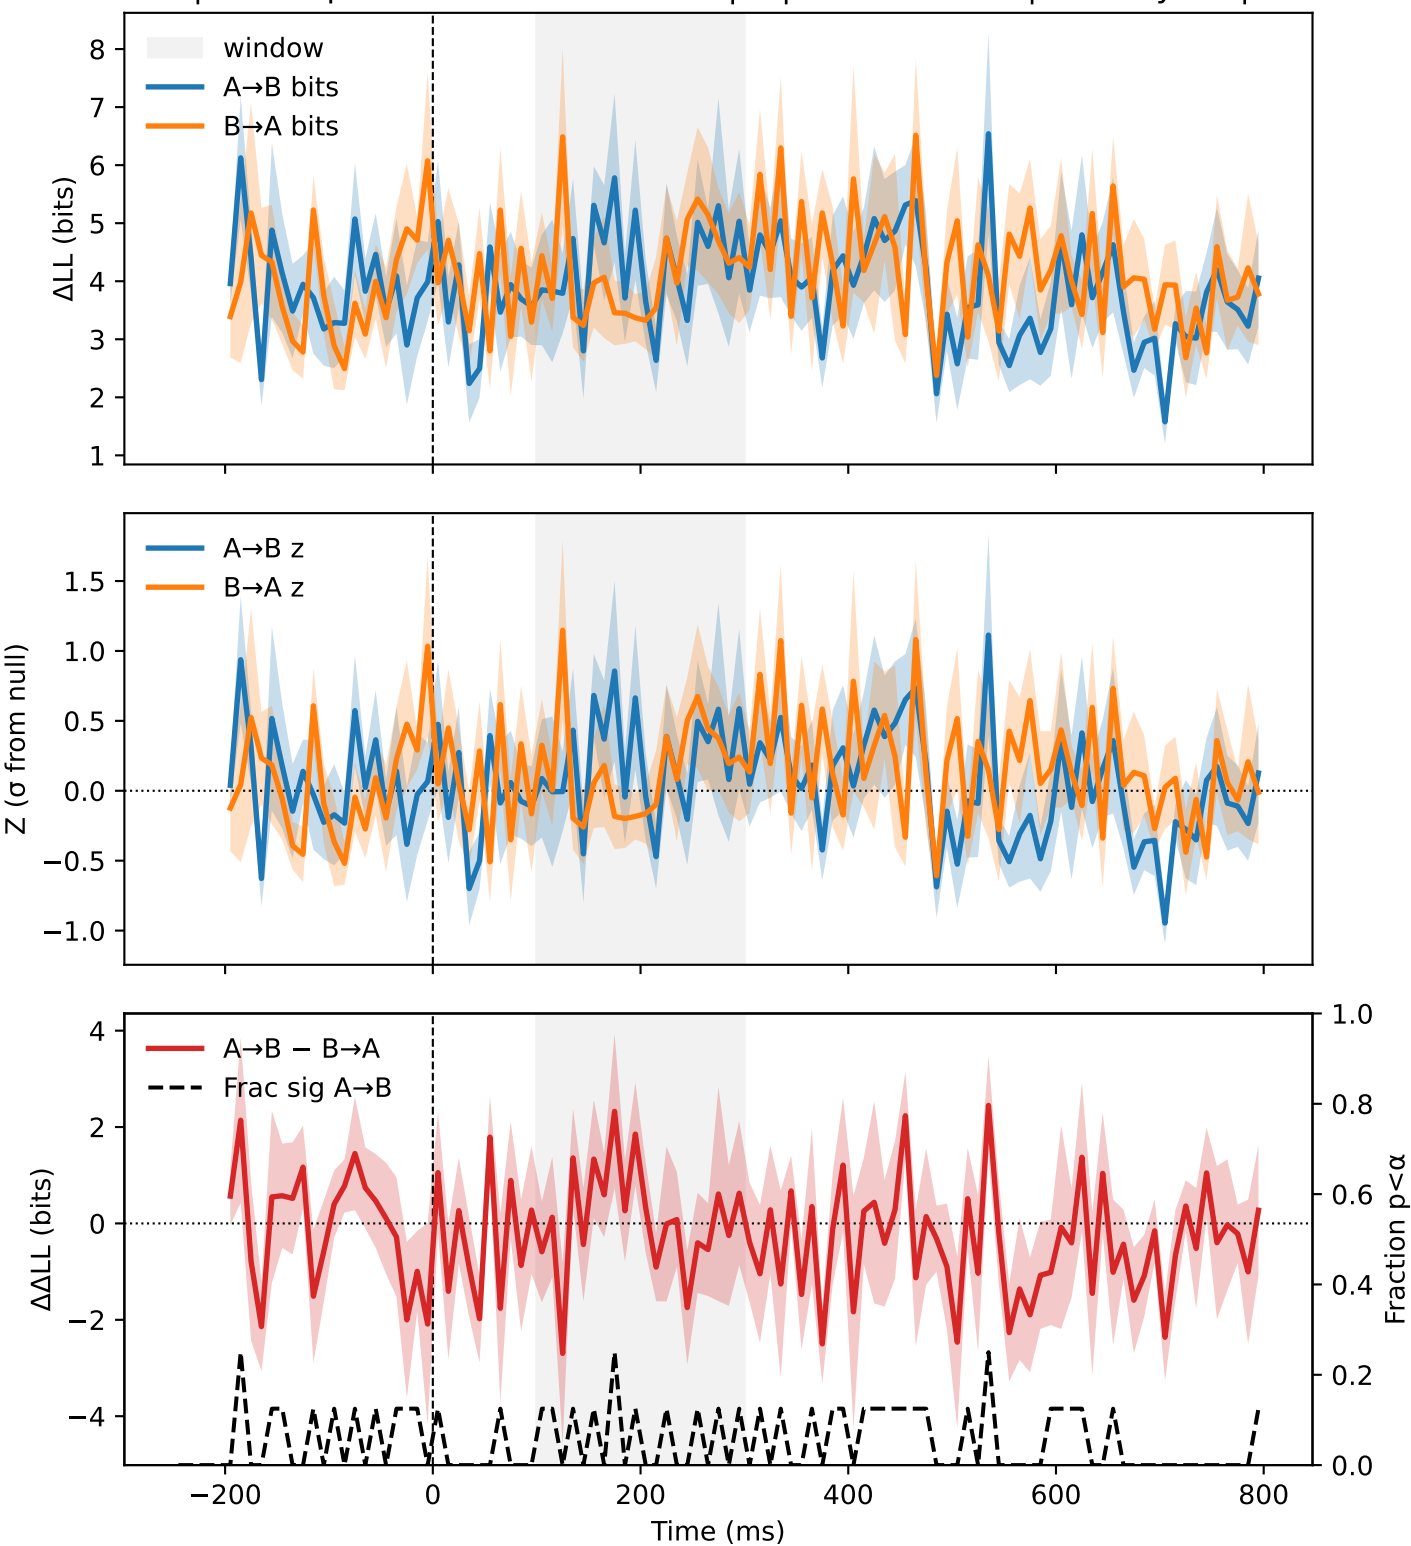 8
7
6
5
4
3
2
1
ΔLL (bits)
window
A→B bits
B→A bits
1.5
1.0
0.5
0.0
−0.5
−1.0
Z (σ from null)
A→B z
B→A z
4
2
0
−2
−4
ΔΔLL (bits)
A→B − B→A
Frac sig A→B
1.0
0.8
0.6
0.4
0.2
0.0
Fraction p<α
−200
0
200
400
600
800
Time (ms)